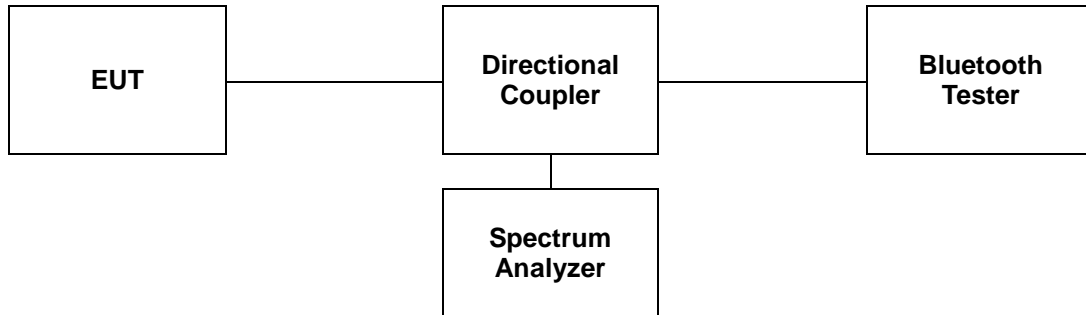 EUT
Directional
Coupler
Bluetooth
Tester
Spectrum
Analyzer